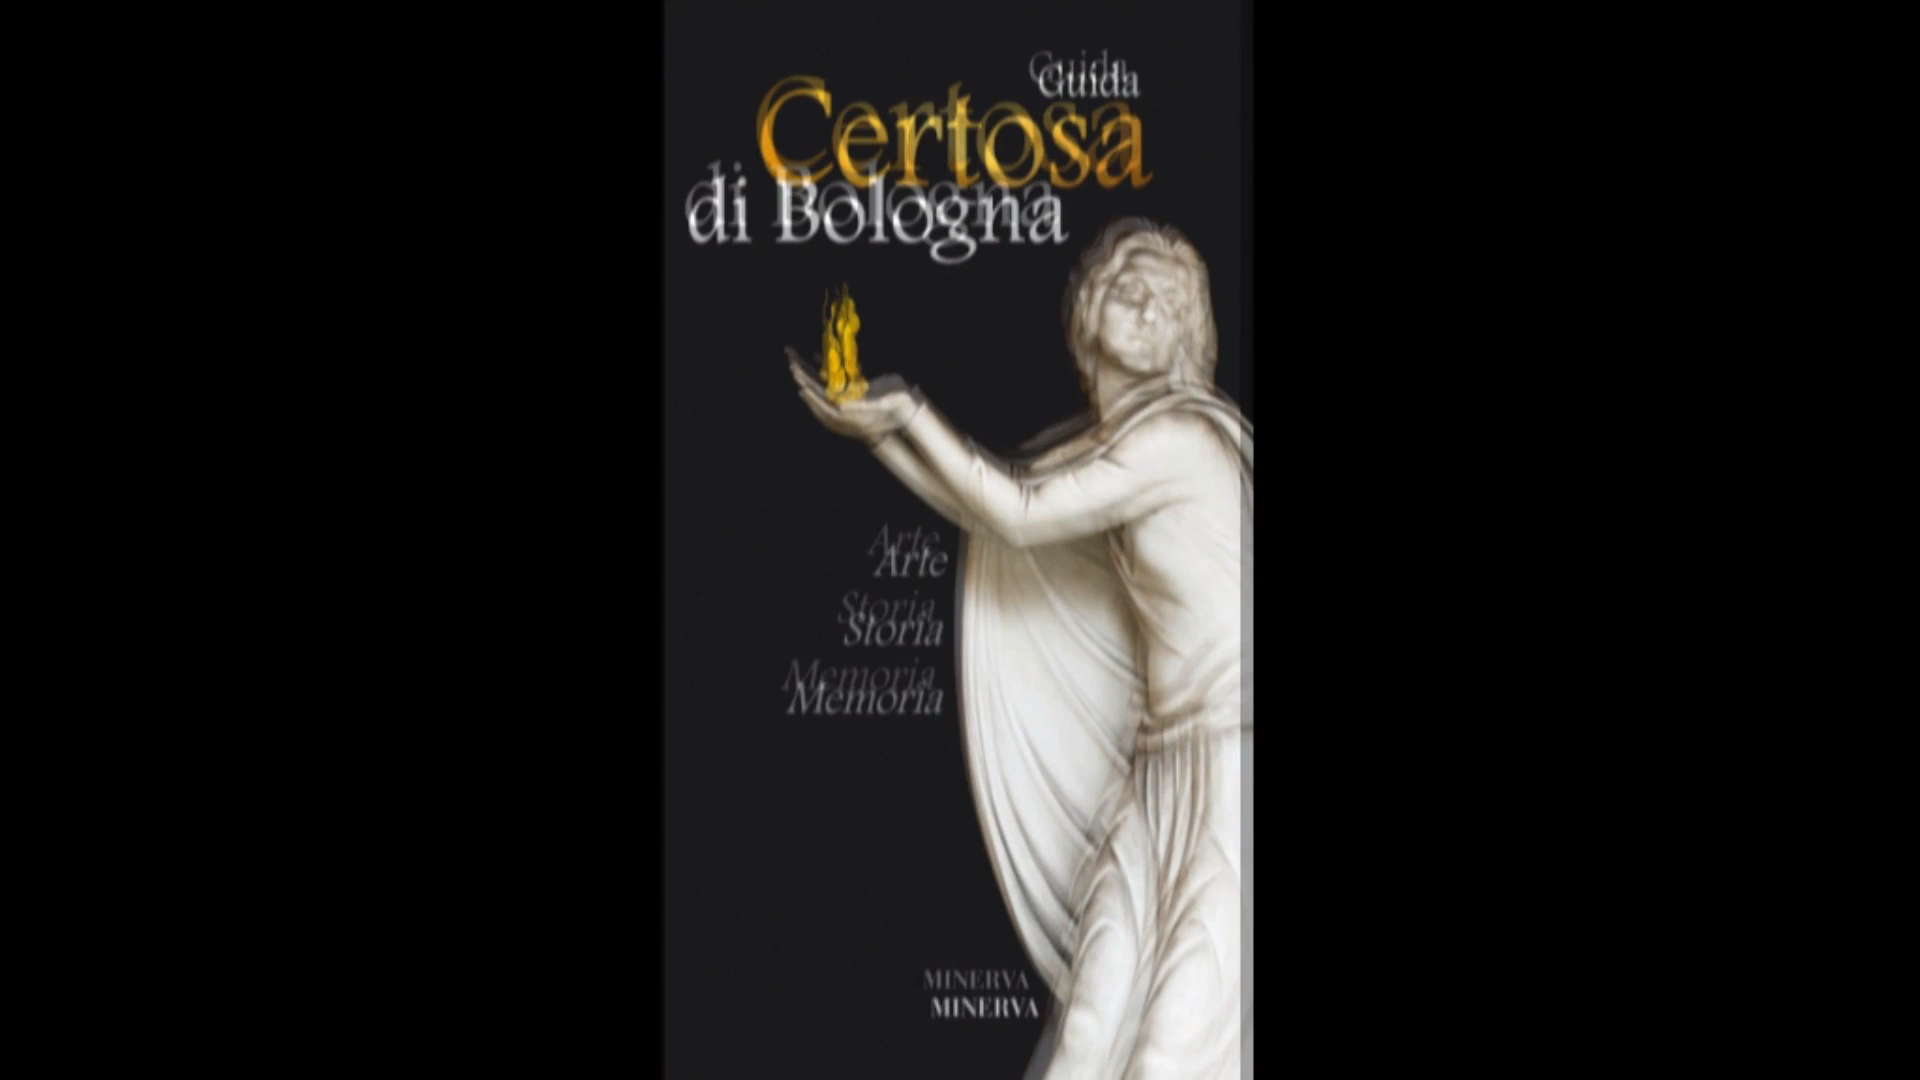 Guida
Certosa
di Bologna
Arte
Storia
Memoria
MINERVA